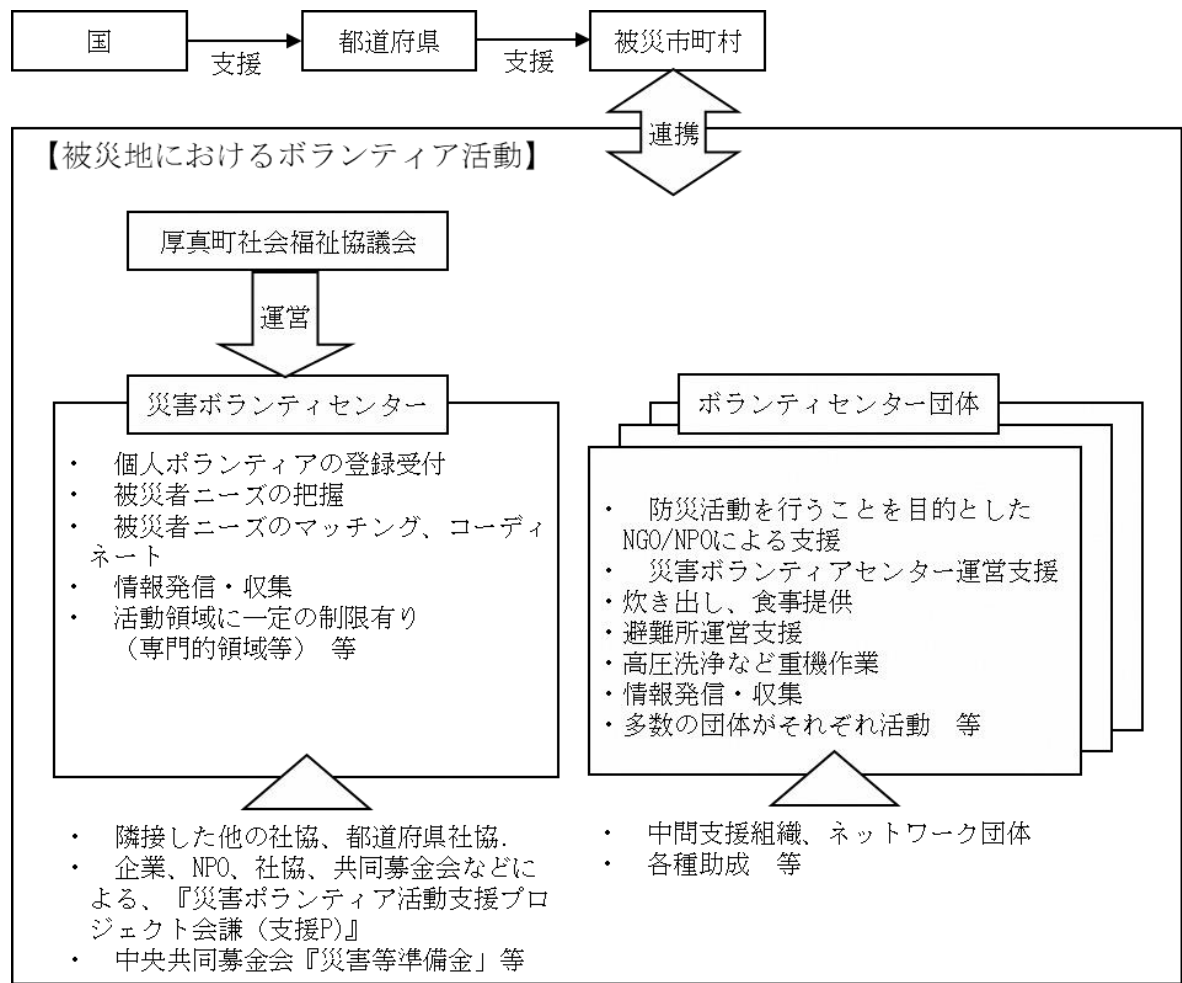 国
支援
都道府県
支援
被災市町村
連携
【被災地におけるボランティア活動】
厚真町社会福祉協議会
運営
災害ボランティセンター
・ 個人ポランティアの登録受付
・ 被災者ニーズの把握
・ 被災者ニーズのマッチング、コーディ
ネート
・ 情報発信・収集
・ 活動領域に一定の制限有り
(専門的領域等) 等
・ 隣接した他の社協、都道府県社協.
・ 企業、NPO、社協、共同募金会などに
よる、『災害ポランティア活動支援プロ
ジェクト会謙(支援P)』
・ 中央共同募金会『災害等準備金」等
ボランティセンター団体
・ 防災活動を行うことを目的とした
NGO/NPOによる支援
・ 災害ボランティアセンター運営支援
・炊き出し、食事提供
・避難所運営支援
・高圧洗浄など重機作業
・情報発信・収集
・多数の団体がそれぞれ活動 等
・ 中問支援組織、ネットワーク団体
・ 各種助成 等